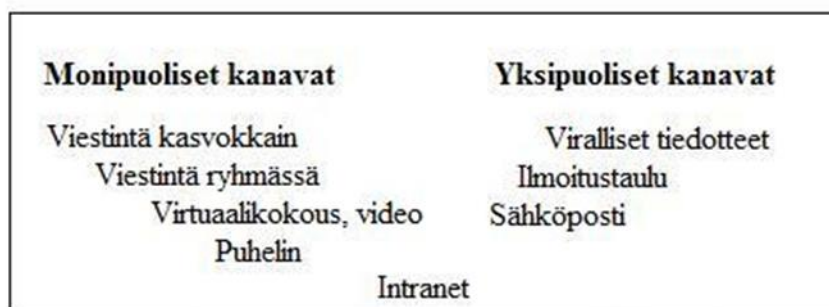 Monipuoliset kanavat
Viestintä kasvokkain
Viestintä ryhmässä
Virtuaalikokous, video
Puhelin
Intranet
Yksipuoliset kanavat
Viralliset tiedotteet
Ilmoitustaulu
Sähköposti